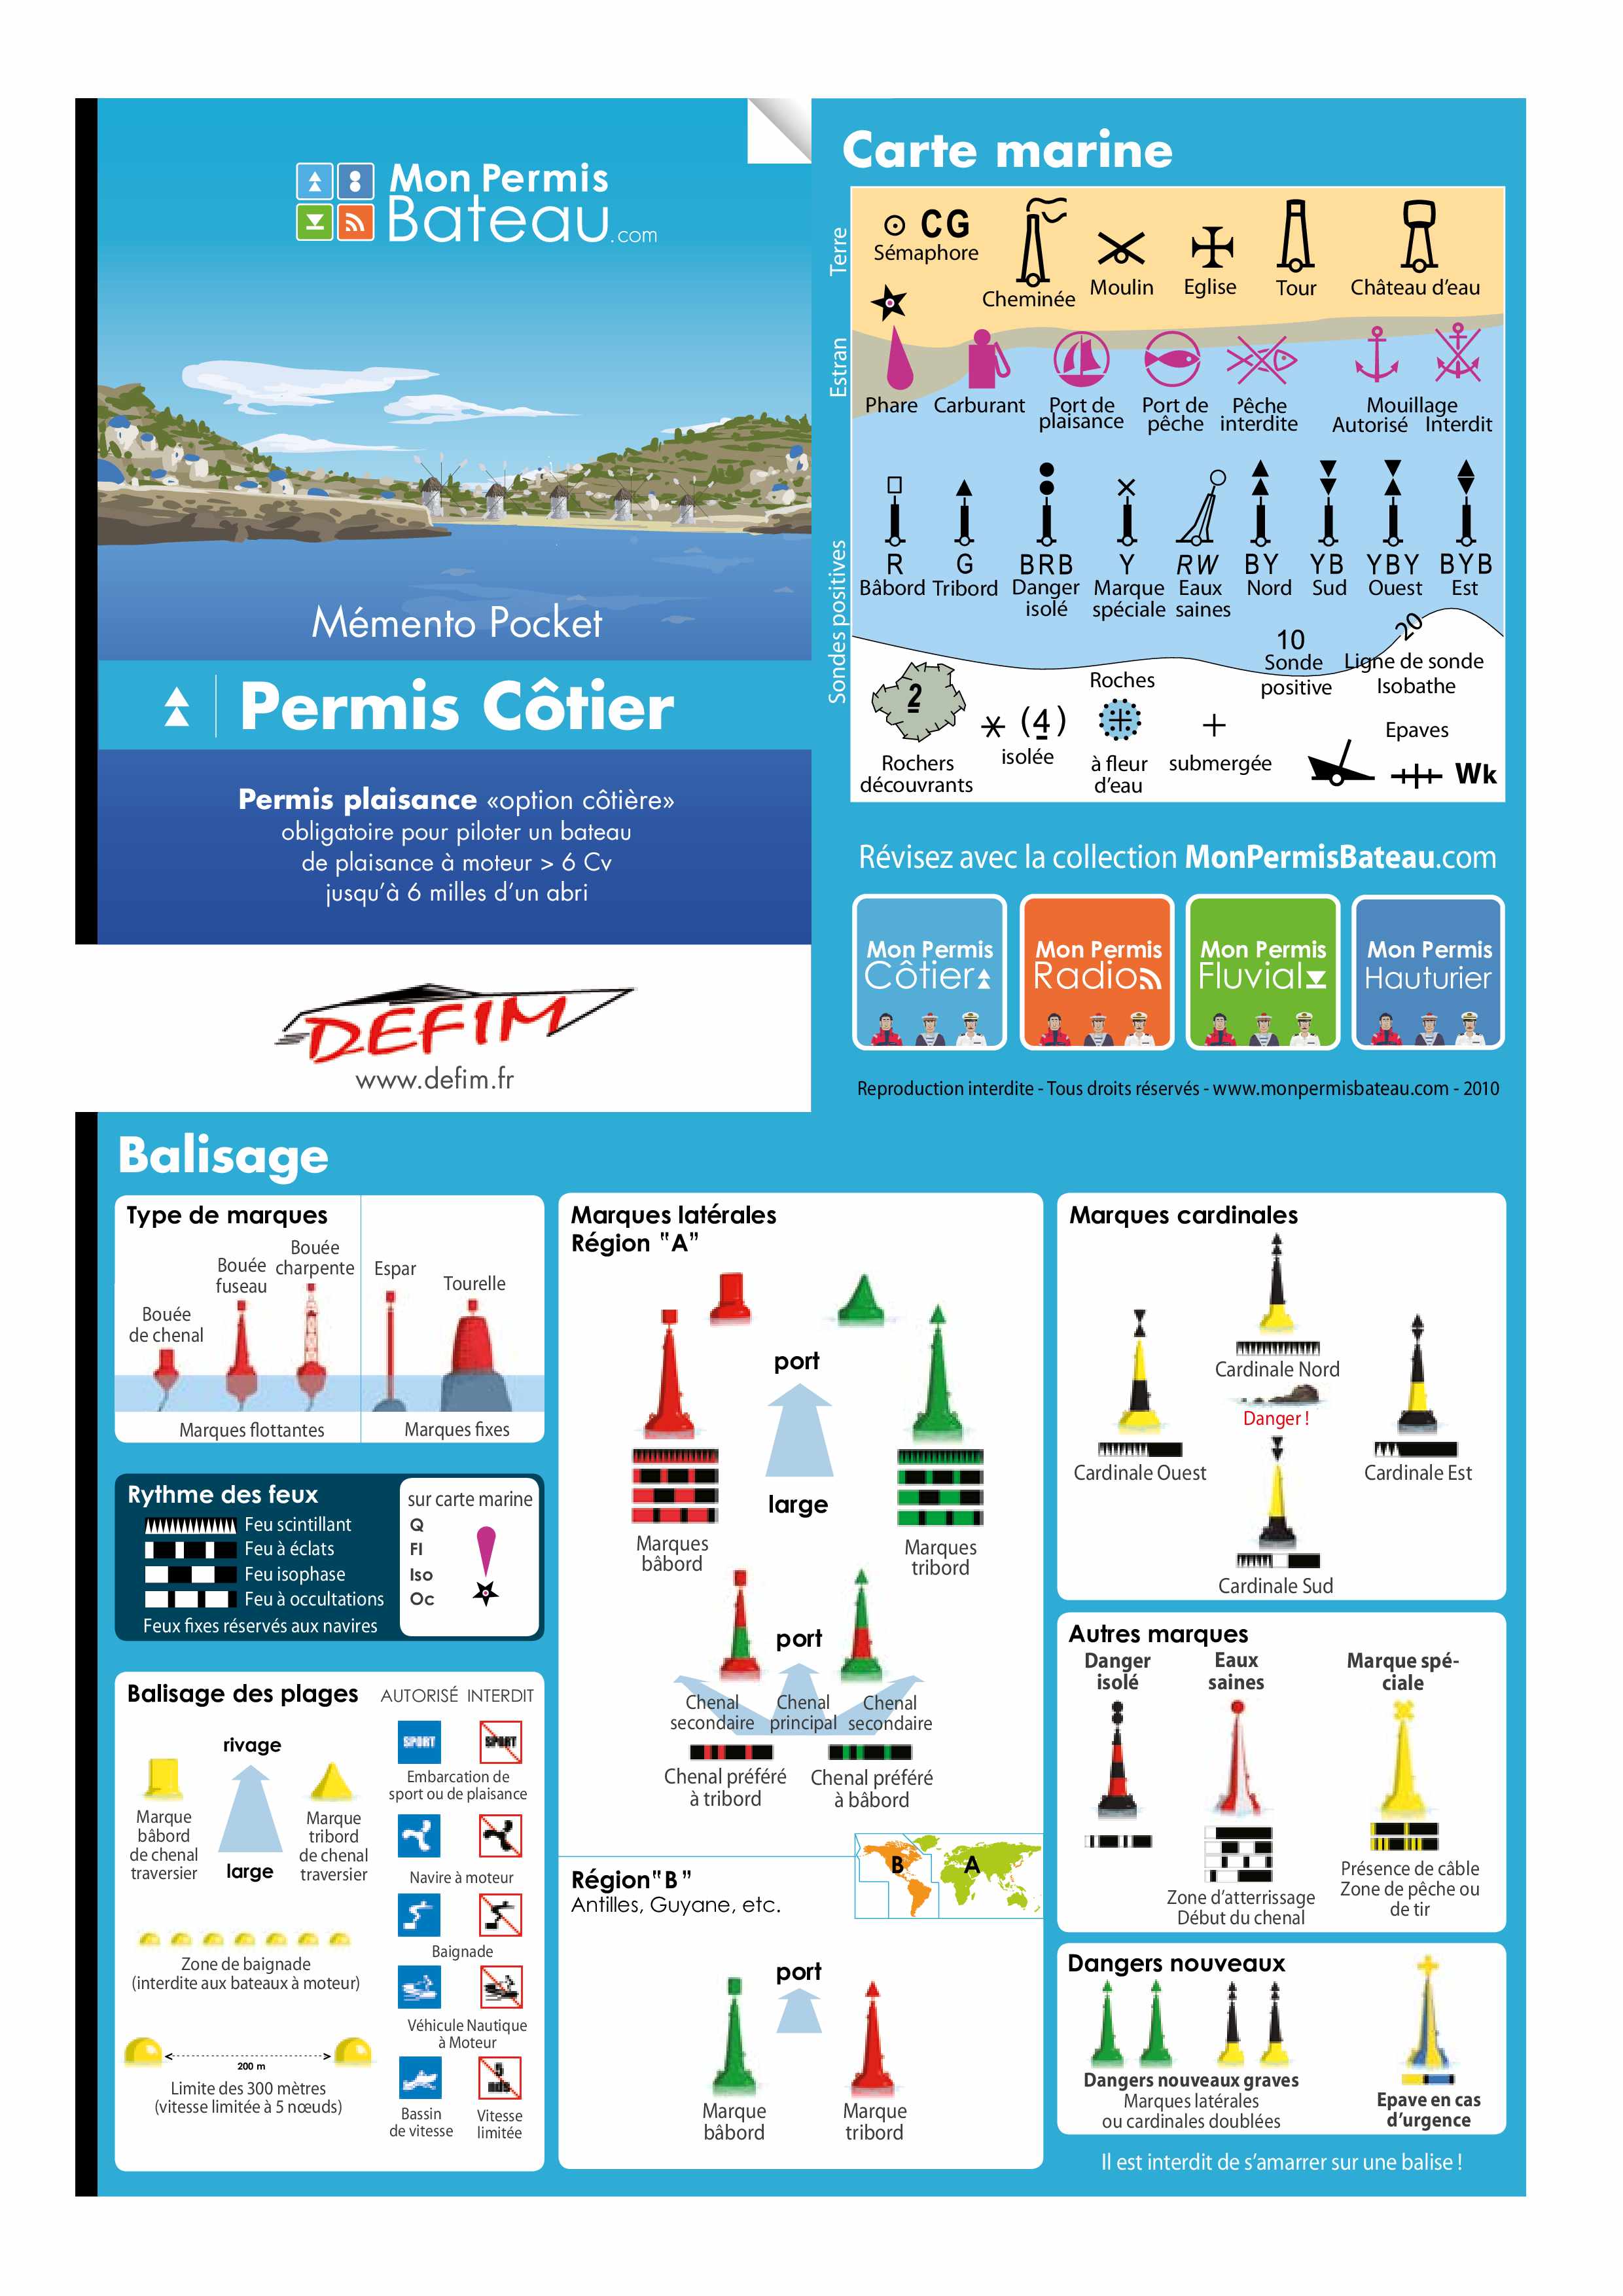 Mon Permis
Bateau.com
Mémento Pocket
Permis Côtier
Permis plaisance «option côtière»
obligatoire pour piloter un bateau
de plaisance à moteur > 6 Cv
jusqu'à 6 milles d'un abri
DEFIM
www.defim.fr
Carte marine
Terre
Estran
Sondes positives
CG
Sémaphore
Cheminée
Moulin
Eglise
Tour
Château d'eau
Phare
Carburant
Port de
plaisance
Port de
pêche
Pêche
interdite
Mouillage
Autorisé Interdit
R G BRB Y RW BY YB YBY BYB
Bâbord
Tribord
Danger
isolé
Marque
spéciale
Eaux
saines
Nord
Sud
Ouest
Est
10
Sonde
positive
20
Ligne de sonde
Isobathe
2
Rochers
découvrants
Roches
(4)
isolée
à fleur
d'eau
submergée
Epaves
Wk
Révisez avec la collection MonPermisBateau.com
Mon Permis
Côtier
Mon Permis
Radio
Mon Permis
Fluvial
Mon Permis
Hauturier
Reproduction interdite - Tous droits réservés - www.monpermisbateau.com - 2010
Balisage
Type de marques
Bouée
de chenal
Bouée
fuseau
Bouée
charpente
Espar
Tourelle
Marques flottantes
Marques fixes
Rythme des feux
Feu scintillant
Feu à éclats
Feu isophase
Feu à occultations
Feux fixes réservés aux navires
sur carte marine
Q
Fl
Iso
Oc
Balisage des plages
AUTORISÉ INTERDIT
rivage
large
Marque
bâbord
de chenal
traversier
Marque
tribord
de chenal
traversier
Zone de baignade
(interdite aux bateaux à moteur)
200 m
Limite des 300 mètres
(vitesse limitée à 5 nœuds)
SPORT
SPORT
Embarcation de
sport ou de plaisance
Navire à moteur
Baignade
Véhicule Nautique
à Moteur
5
nds
Bassin
de vitesse
Vitesse
limitée
Marques latérales
Région "A"
port
large
Marques
bâbord
Marques
tribord
port
Chenal
secondaire
Chenal
principal
Chenal
secondaire
Chenal préféré
à tribord
Chenal préféré
à bâbord
B
A
Région"B"
Antilles, Guyane, etc.
port
Marque
bâbord
Marque
tribord
Marques cardinales
Cardinale Nord
Danger !
Cardinale Ouest
Cardinale Est
Cardinale Sud
Autres marques
Danger
isolé
Eaux
saines
Marque spé-
ciale
Zone d'atterrissage
Début du chenal
Présence de câble
Zone de pêche ou
de tir
Dangers nouveaux
Dangers nouveaux graves
Marques latérales
ou cardinales doublées
Epave en cas
d'urgence
Il est interdit de s'amarrer sur une balise !